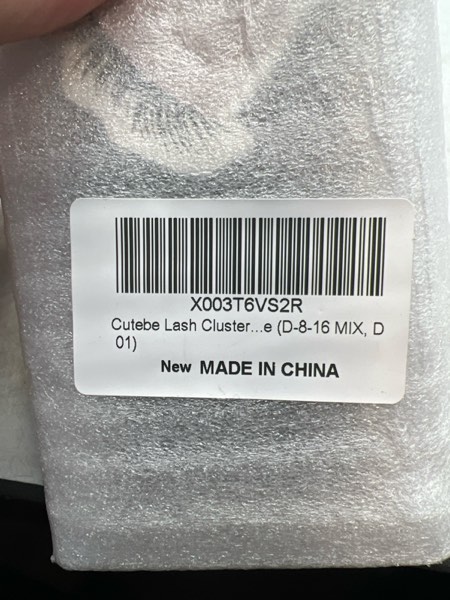 X003T6VS2R
Cutebe Lash Cluster...e (D-8-16 MIX, D
01)
New MADE IN CHINA